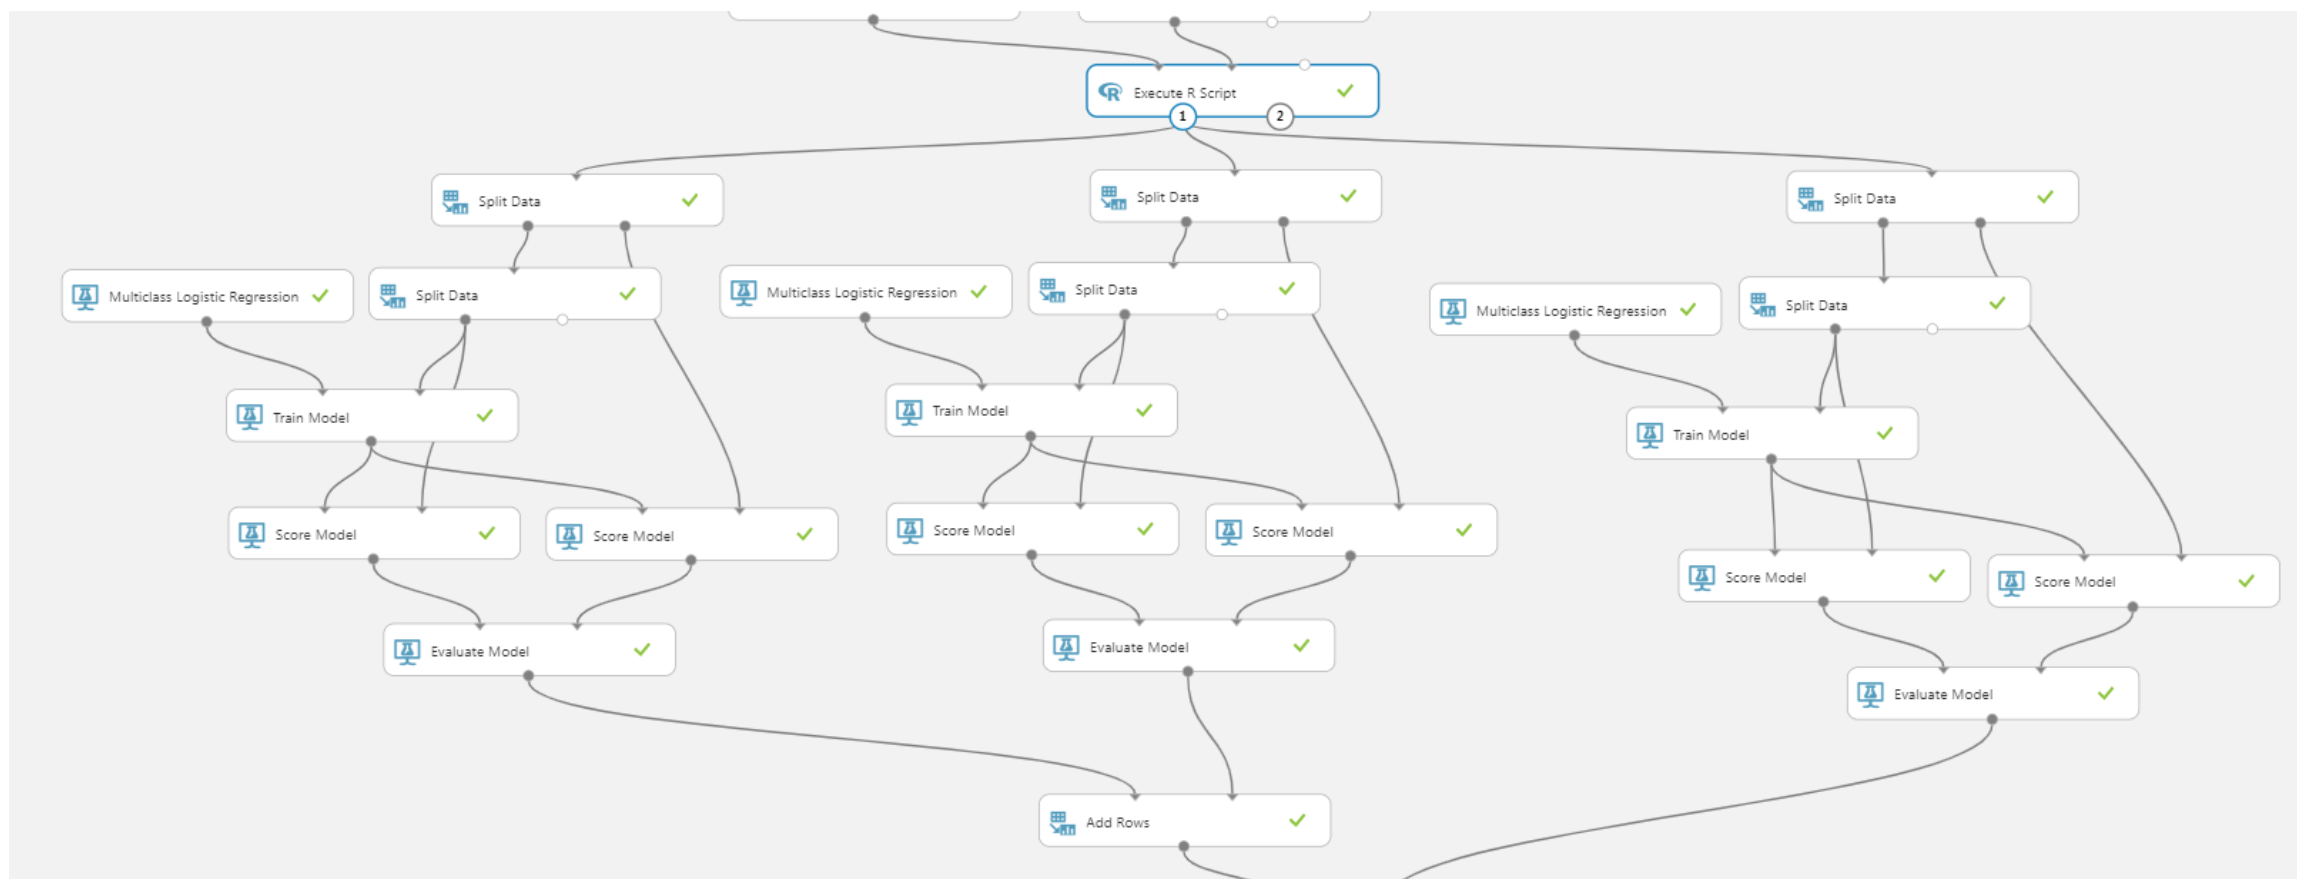 Execute R Script
1
2
Split Data
Split Data
Split Data
Multiclass Logistic Regression
Split Data
Multiclass Logistic Regression
Split Data
Multiclass Logistic Regression
Split Data
Train Model
Train Model
Train Model
Score Model
Score Model
Score Model
Score Model
Score Model
Score Model
Evaluate Model
Evaluate Model
Evaluate Model
Add Rows